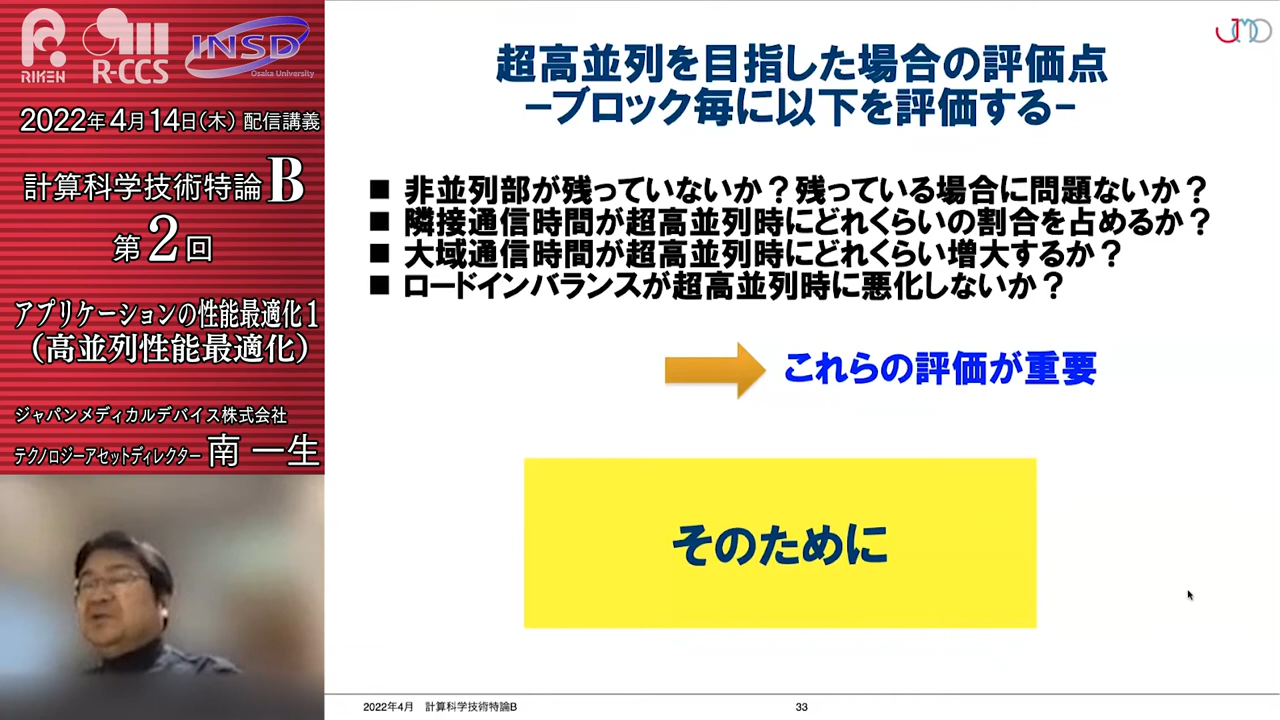 RIKEN
R-CCS
INSD
Osaka University
2022年4月14日(木) 配信講義
計算科学技術特論B
第2回
アプリケーションの性能最適化1
（高並列性能最適化）
ジャパンメディカルデバイス株式会社
テクノロジーアセットディレクター 南 一生
JMD
超高並列を目指した場合の評価点
−ブロック毎に以下を評価する−
■ 非並列部が残っていないか？残っている場合に問題ないか？
■ 隣接通信時間が超高並列時にどれくらいの割合を占めるか？
■ 大域通信時間が超高並列時にどれくらい増大するか？
■ ロードインバランスが超高並列時に悪化しないか？
これらの評価が重要
そのために
2022年4月 計算科学技術特論B
33